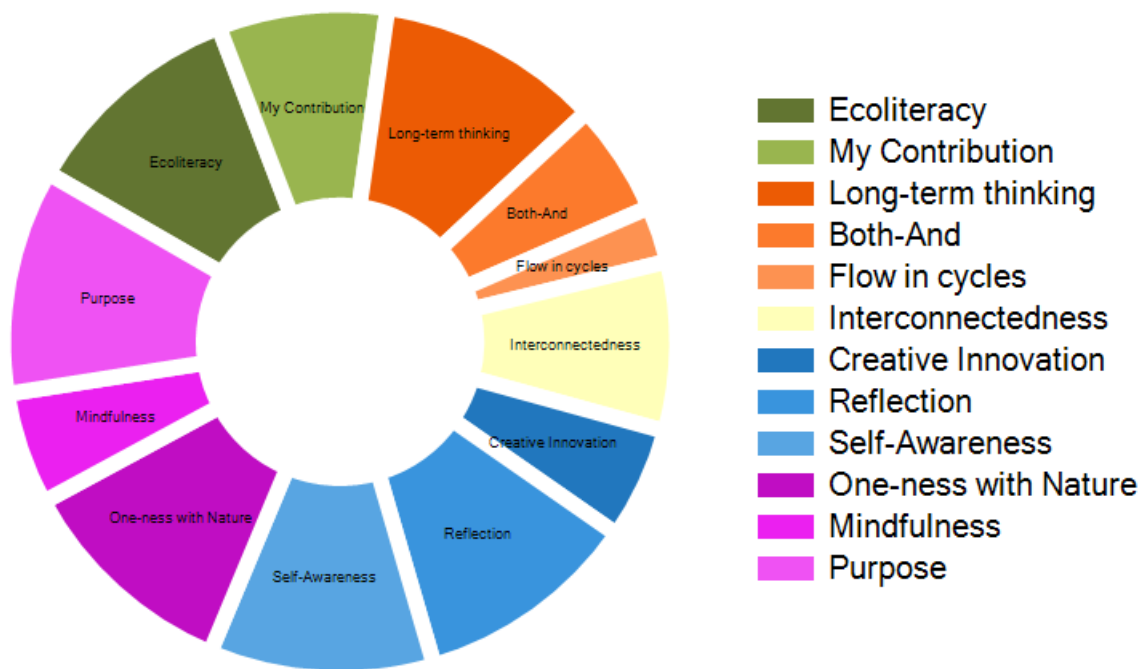 My Contribution
Long-term thinking
Ecoliteracy
Both-And
Flow in cycles
Purpose
Interconnectedness
Mindfulness
Creative Innovation
One-ness with Nature
Reflection
Self-Awareness
Ecoliteracy
My Contribution
Long-term thinking
Both-And
Flow in cycles
Interconnectedness
Creative Innovation
Reflection
Self-Awareness
One-ness with Nature
Mindfulness
Purpose